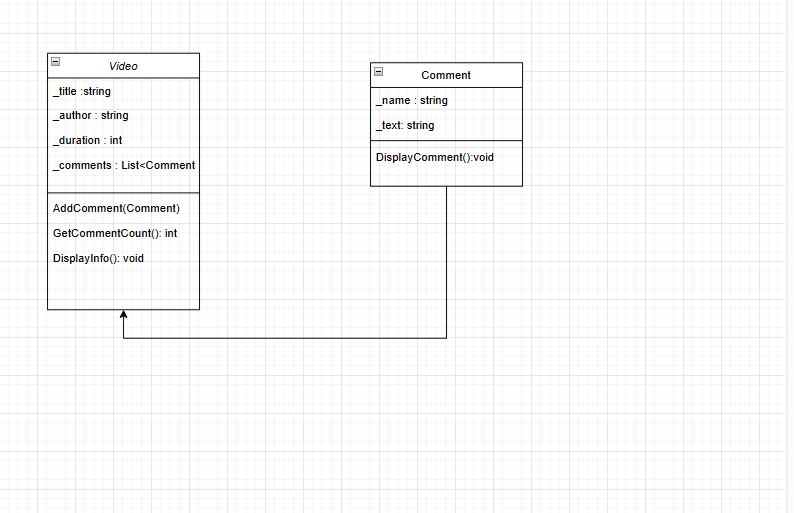 Video
_title :string
_author : string
_duration : int
_comments : List<Comment
AddComment(Comment)
GetCommentCount(): int
DisplayInfo(): void
Comment
_name : string
_text: string
DisplayComment():void